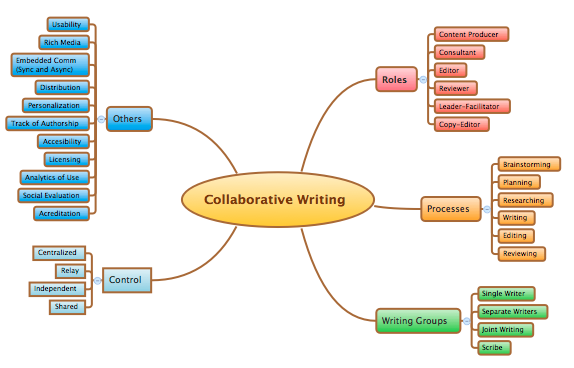 Collaborative Writing
Roles
Content Producer
Consultant
Editor
Reviewer
Leader-Facilitator
Copy-Editor
Processes
Brainstorming
Planning
Researching
Writing
Editing
Reviewing
Writing Groups
Single Writer
Separate Writers
Joint Writing
Scribe
Others
Usability
Rich Media
Embedded Comm
(Sync and Async)
Distribution
Personalization
Track of Authorship
Accesibility
Licensing
Analytics of Use
Social Evaluation
Acreditation
Control
Centralized
Relay
Independent
Shared